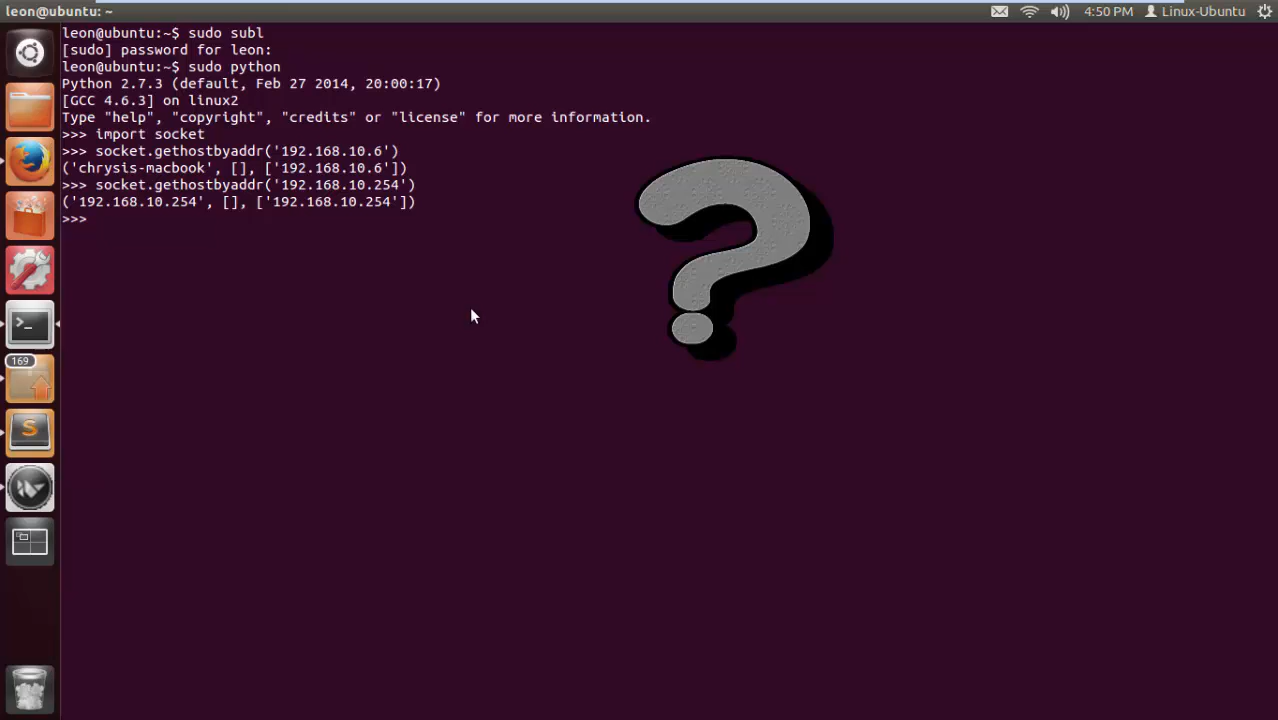 leon@ubuntu: ~
4:50 PM
Linux-Ubuntu
leon@ubuntu:~$ sudo subl
[sudo] password for leon:
leon@ubuntu:~$ sudo python
Python 2.7.3 (default, Feb 27 2014, 20:00:17)
[GCC 4.6.3] on linux2
Type "help", "copyright", "credits" or "license" for more information.
>>> import socket
>>> socket.gethostbyaddr('192.168.10.6')
('chrysis-macbook', [], ['192.168.10.6'])
>>> socket.gethostbyaddr('192.168.10.254')
('192.168.10.254', [], ['192.168.10.254'])
>>>
?
>_
169
S